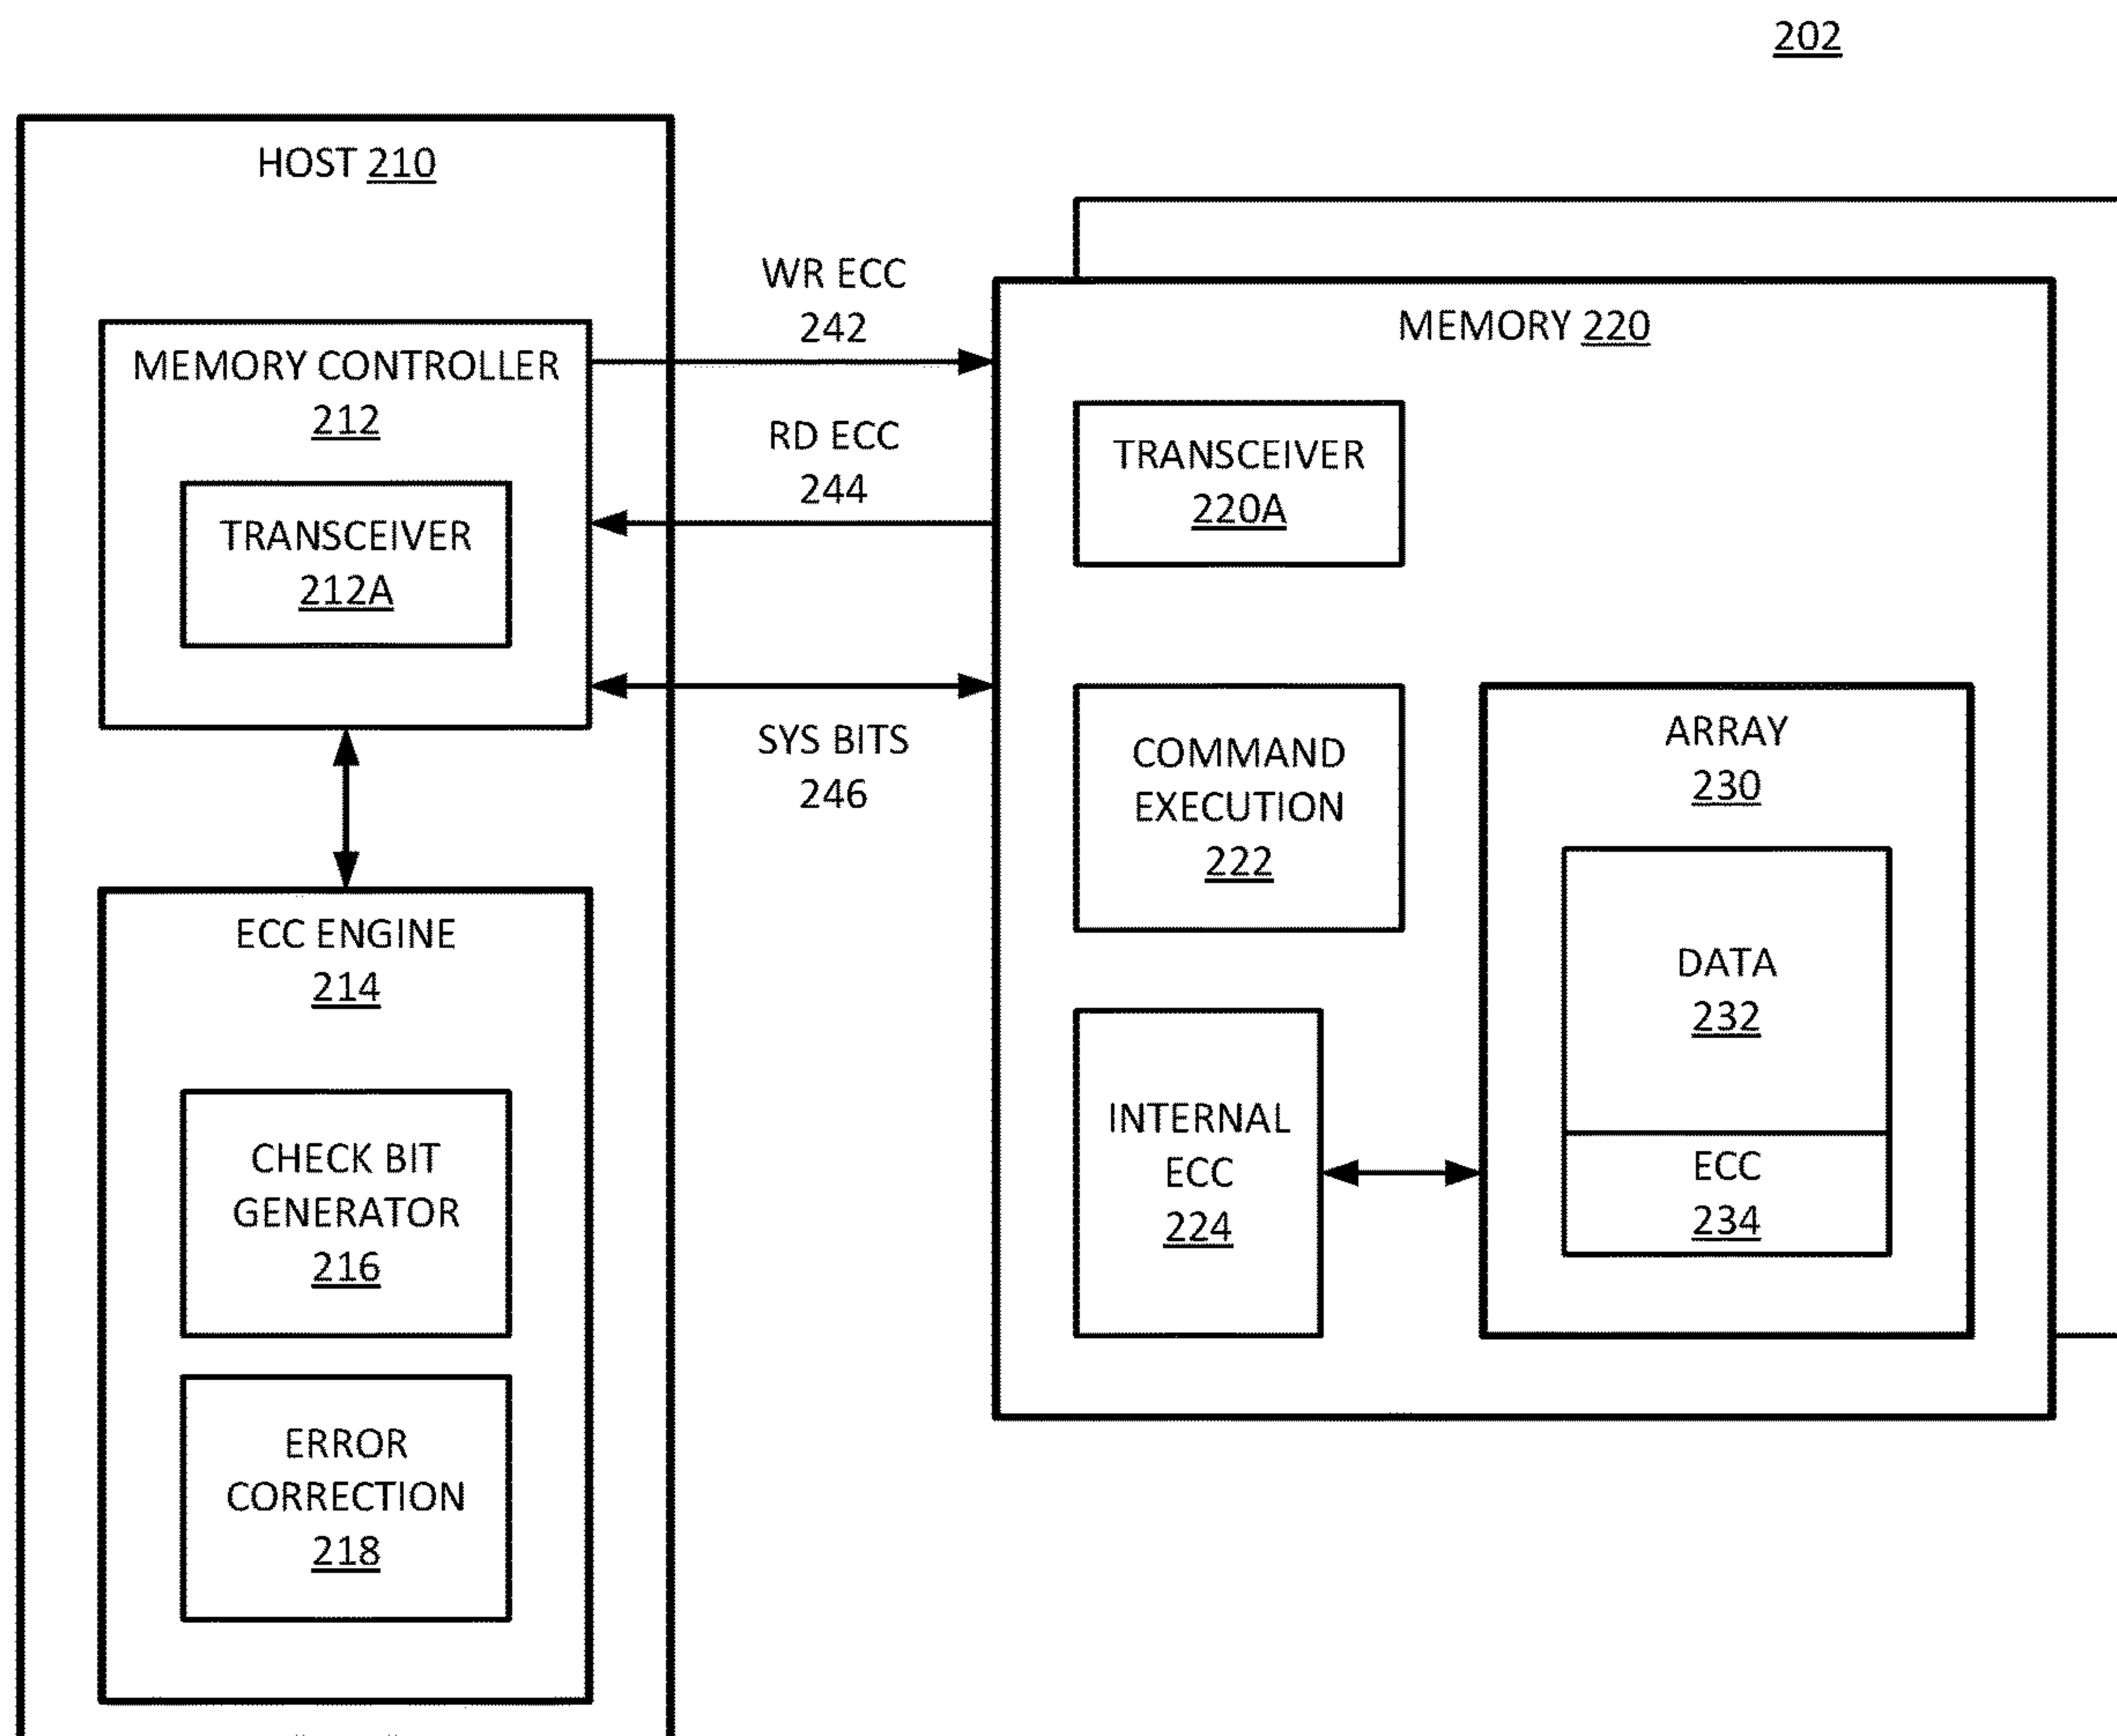 202
HOST 210
MEMORY CONTROLLER
212
TRANSCEIVER
212A
WR ECC
242
RD ECC
244
SYS BITS
246
ECC ENGINE
214
CHECK BIT
GENERATOR
216
ERROR
CORRECTION
218
MEMORY 220
TRANSCEIVER
220A
COMMAND
EXECUTION
222
INTERNAL
ECC
224
ARRAY
230
DATA
232
ECC
234